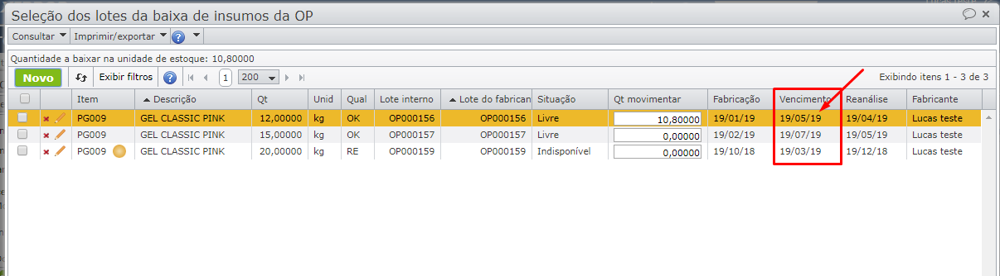 Seleção dos lotes da baixa de insumos da OP
Consultar Imprimir/exportar ?
Quantidade a baixar na unidade de estoque: 10,80000
Novo Exibir filtros ? 1 200 Exibindo itens 1 - 3 de 3
Item Descrição Qt Unid Qual Lote interno Lote do fabrican Situação Qt movimentar Fabricação Vencimento Reanálise Fabricante
PG009 GEL CLASSIC PINK 12,00000 kg OK OP000156 OP000156 Livre 10,80000 19/01/19 19/05/19 19/04/19 Lucas teste
PG009 GEL CLASSIC PINK 15,00000 kg OK OP000157 OP000157 Livre 0,00000 19/02/19 19/07/19 19/06/19 Lucas teste
PG009 GEL CLASSIC PINK 20,00000 kg RE OP000159 OP000159 Indisponível 0,00000 19/10/18 19/03/19 19/12/18 Lucas teste